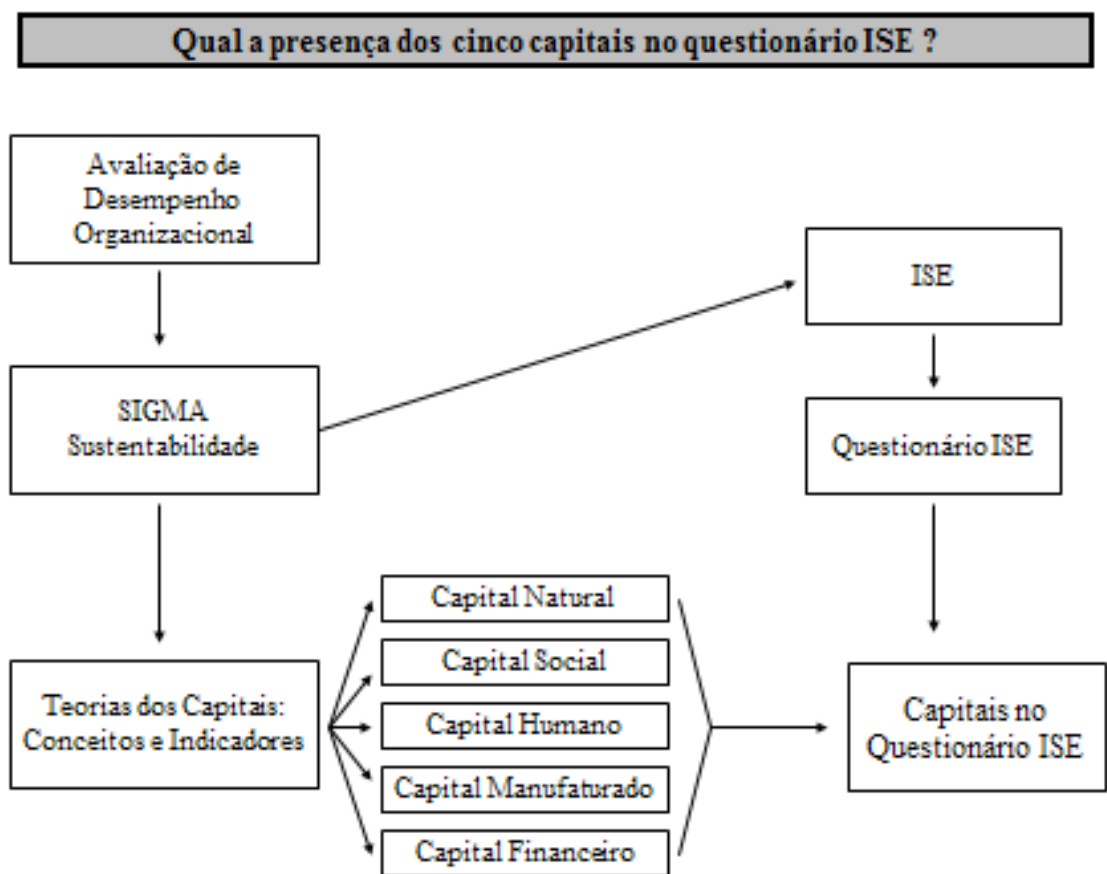 Qual a presença dos cinco capitais no questionário ISE ?
Avaliação de
Desempenho
Organizacional
ISE
SIGMA
Sustentabilidade
Questionário ISE
Capital Natural
Capital Social
Capital Humano
Capital Manufaturado
Capital Financeiro
Teorias dos Capitais:
Conceitos e Indicadores
Capitais no
Questionário ISE